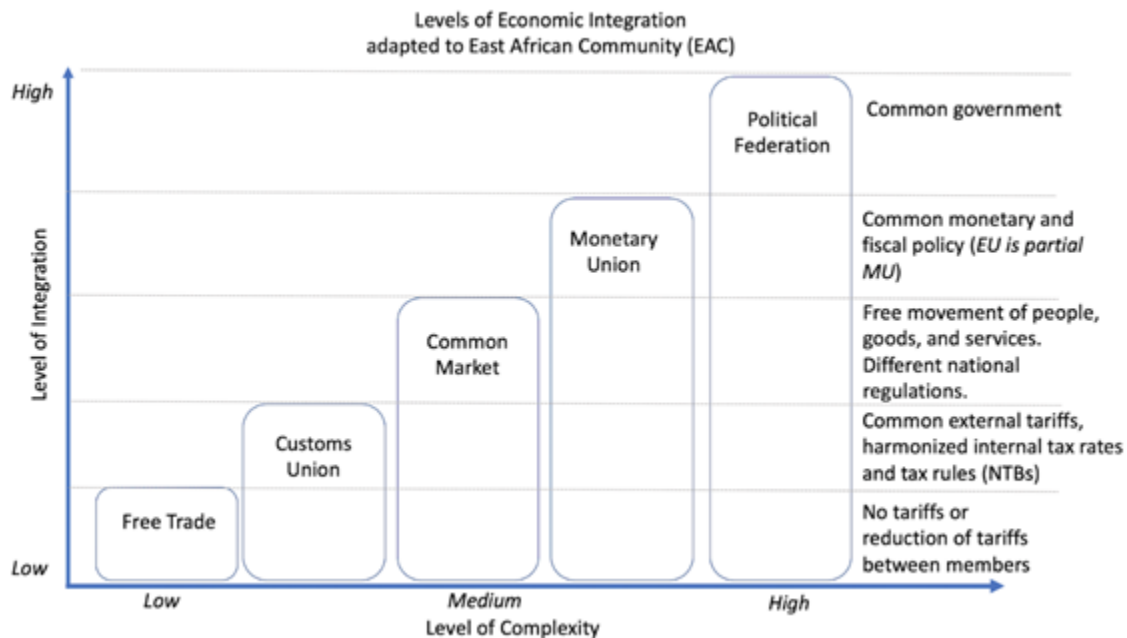 Levels of Economic Integration
adapted to East African Community (EAC)
High
Political
Federation
Common government
Monetary
Union
Common monetary and
fiscal policy (EU is partial
MU)
Level of Integration
Common
Market
Free movement of people,
goods, and services.
Different national
regulations.
Customs
Union
Common external tariffs,
harmonized internal tax rates
and tax rules (NTBs)
Free Trade
No tariffs or
reduction of tariffs
between members
Low
Low
Medium
High
Level of Complexity